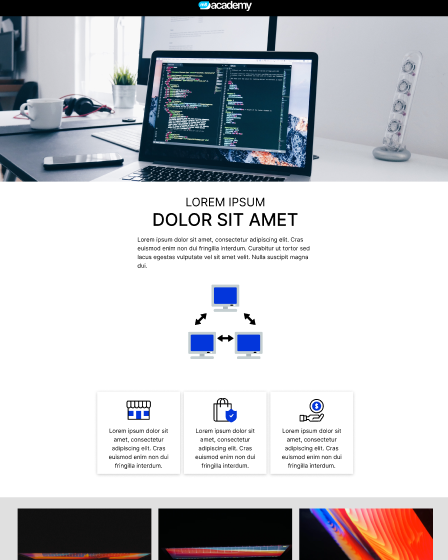 academy
LOREM IPSUM
DOLOR SIT AMET
Lorem ipsum dolor sit amet, consectetur adipiscing elit. Cras
euismod enim non dui fringilla interdum. Curabitur ut tortor sed
lacus egestas vulputate vel sit amet velit. Nulla suscipit magna
dui.
Lorem ipsum dolor sit
amet, consectetur
adipiscing elit. Cras
euismod enim non dui
fringilla interdum.
Lorem ipsum dolor sit
amet, consectetur
adipiscing elit. Cras
euismod enim non dui
fringilla interdum.
Lorem ipsum dolor sit
amet, consectetur
adipiscing elit. Cras
euismod enim non dui
fringilla interdum.